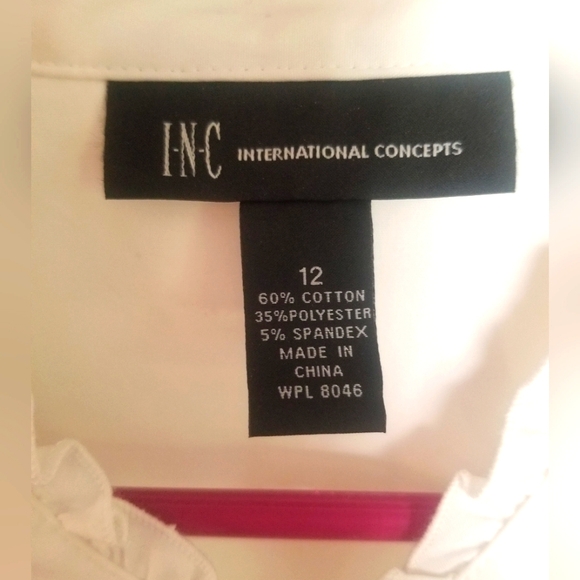 I-N-C INTERNATIONAL CONCEPTS
12
60% COTTON
35%POLYESTER
5% SPANDEX
MADE IN
CHINA
WPL 8046